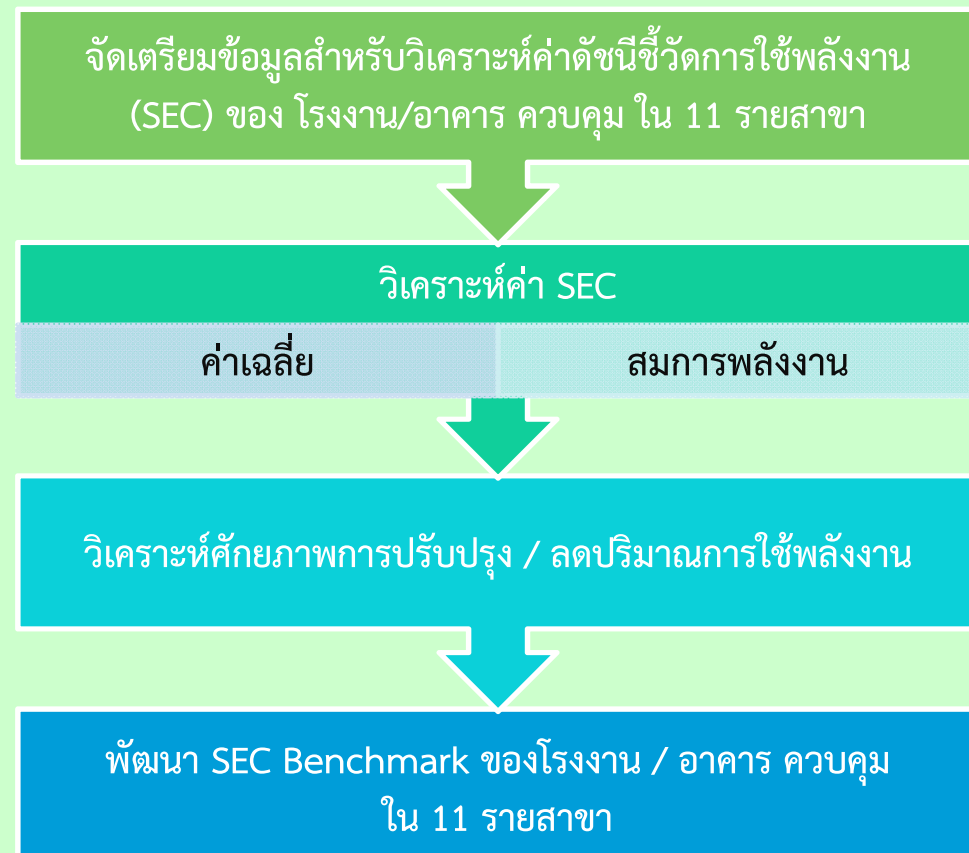 จัดเตรียมข้อมูลสำหรับวิเคราะห์ค่าดัชนีชี้วัดการใช้พลังงาน
(SEC) ของ โรงงาน/อาคาร ควบคุม ใน 11 รายสาขา
วิเคราะห์ค่า SEC
ค่าเฉลี่ย
สมการพลังงาน
วิเคราะห์ศักยภาพการปรับปรุง / ลดปริมาณการใช้พลังงาน
พัฒนา SEC Benchmark ของโรงงาน / อาคาร ควบคุม
ใน 11 รายสาขา